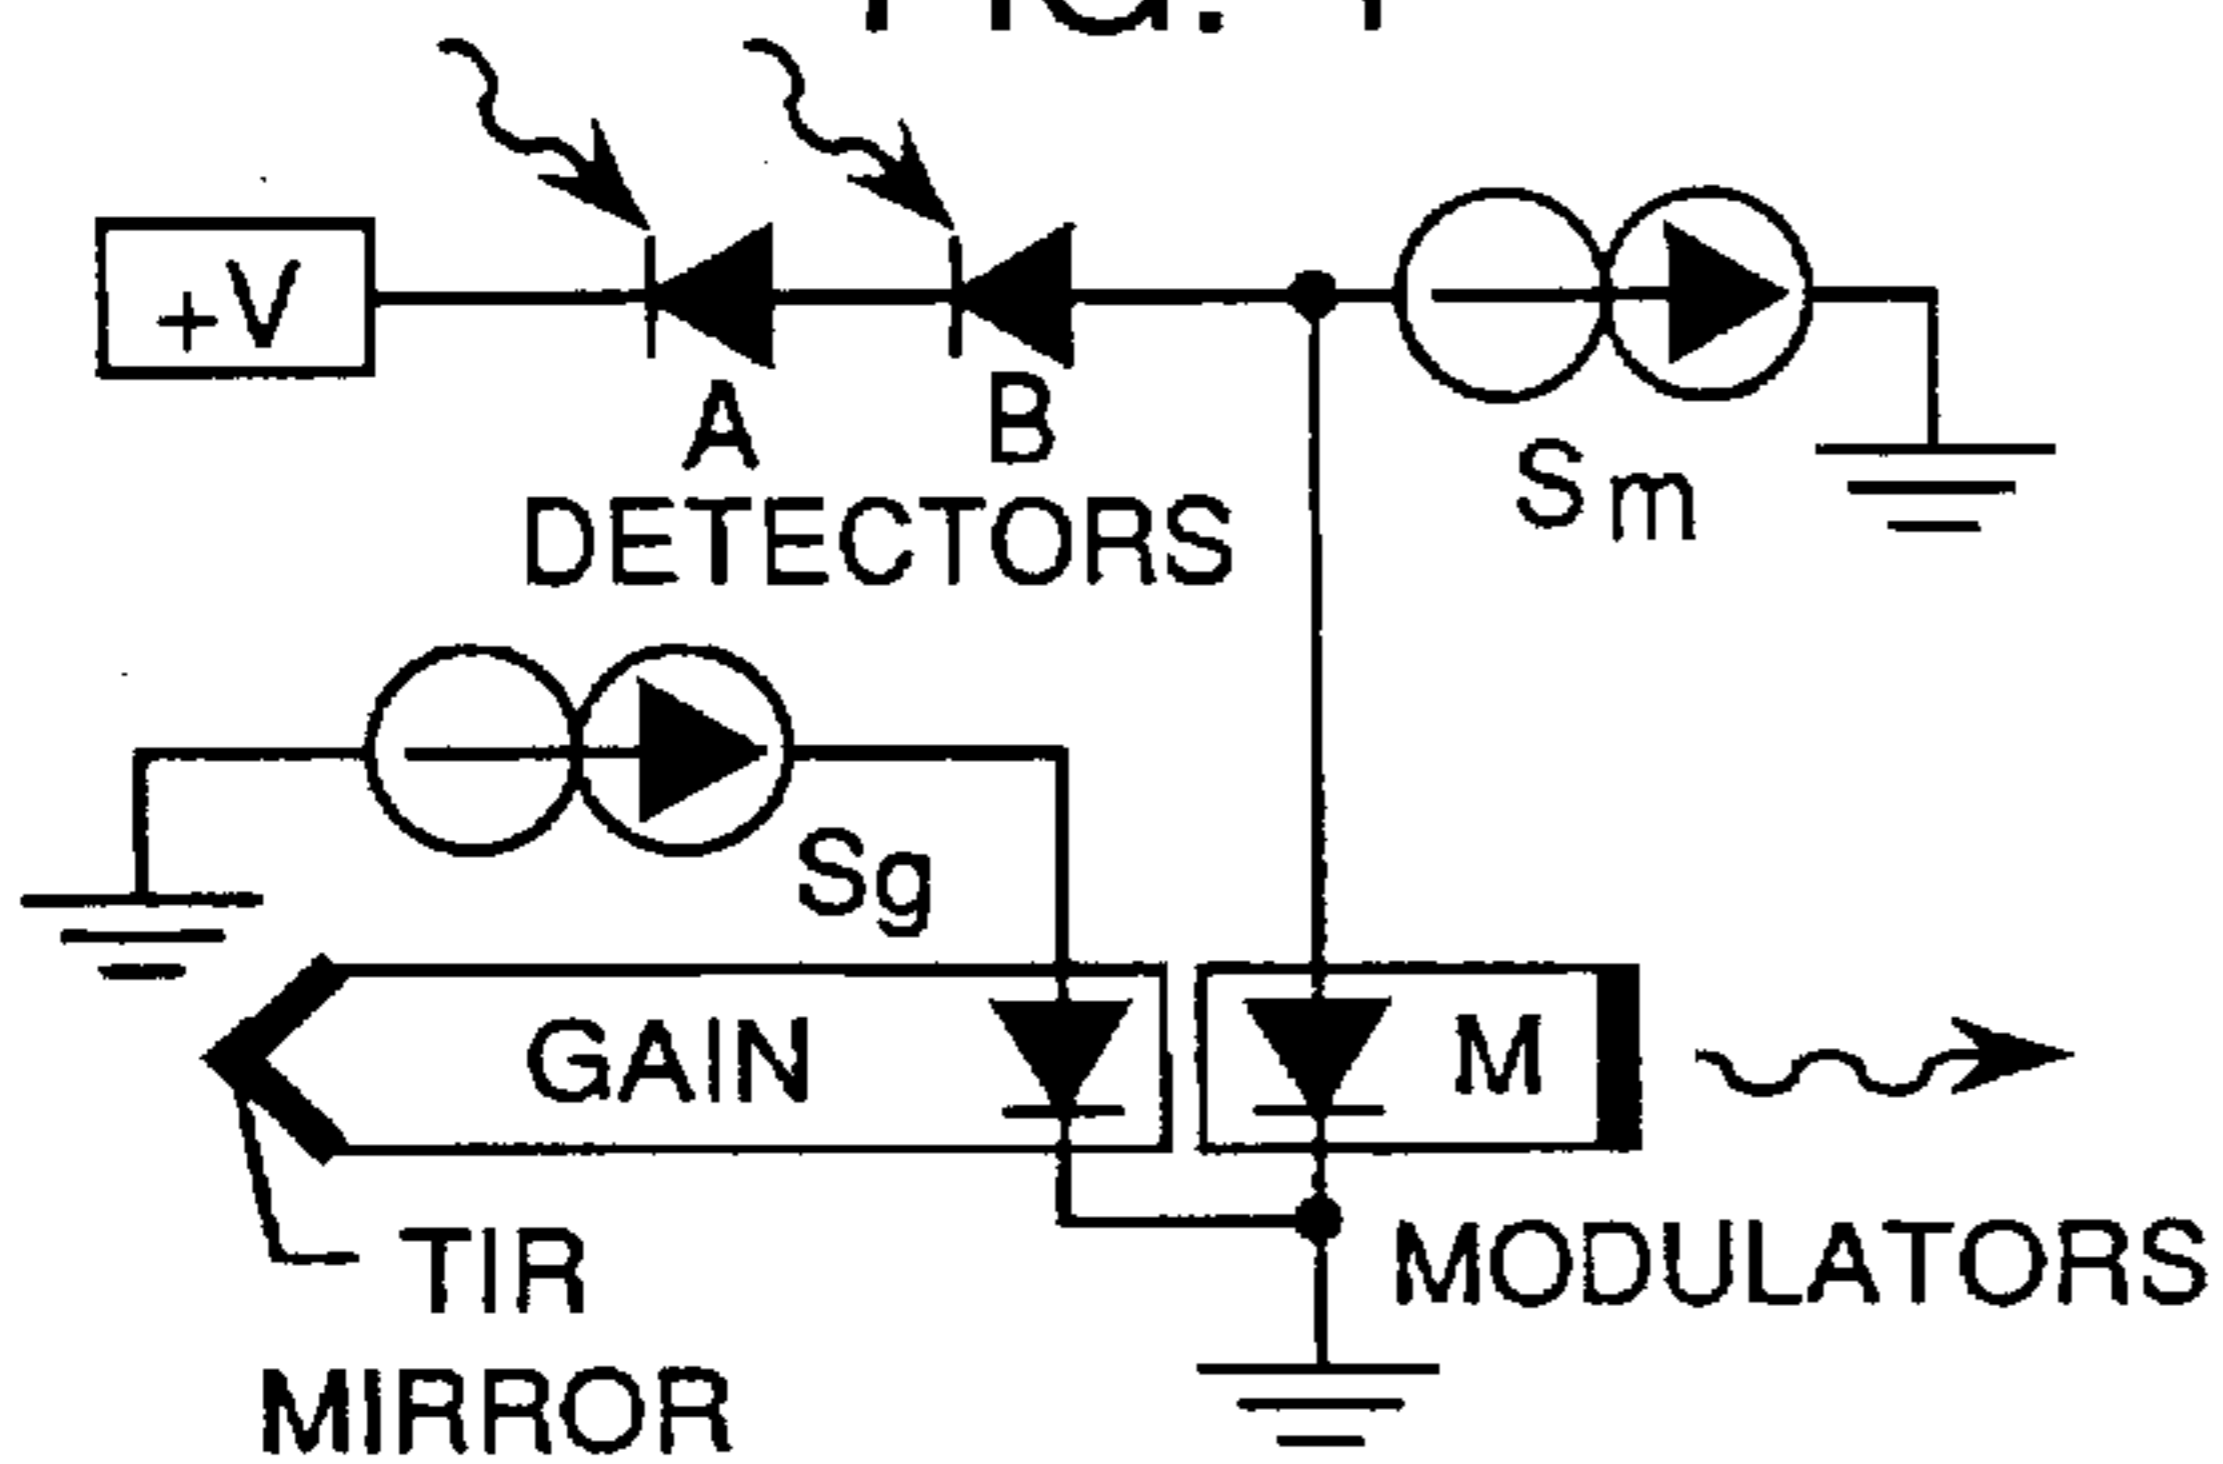 +V
A
B
DETECTORS
Sm
Sg
GAIN
M
TIR
MIRROR
MODULATORS